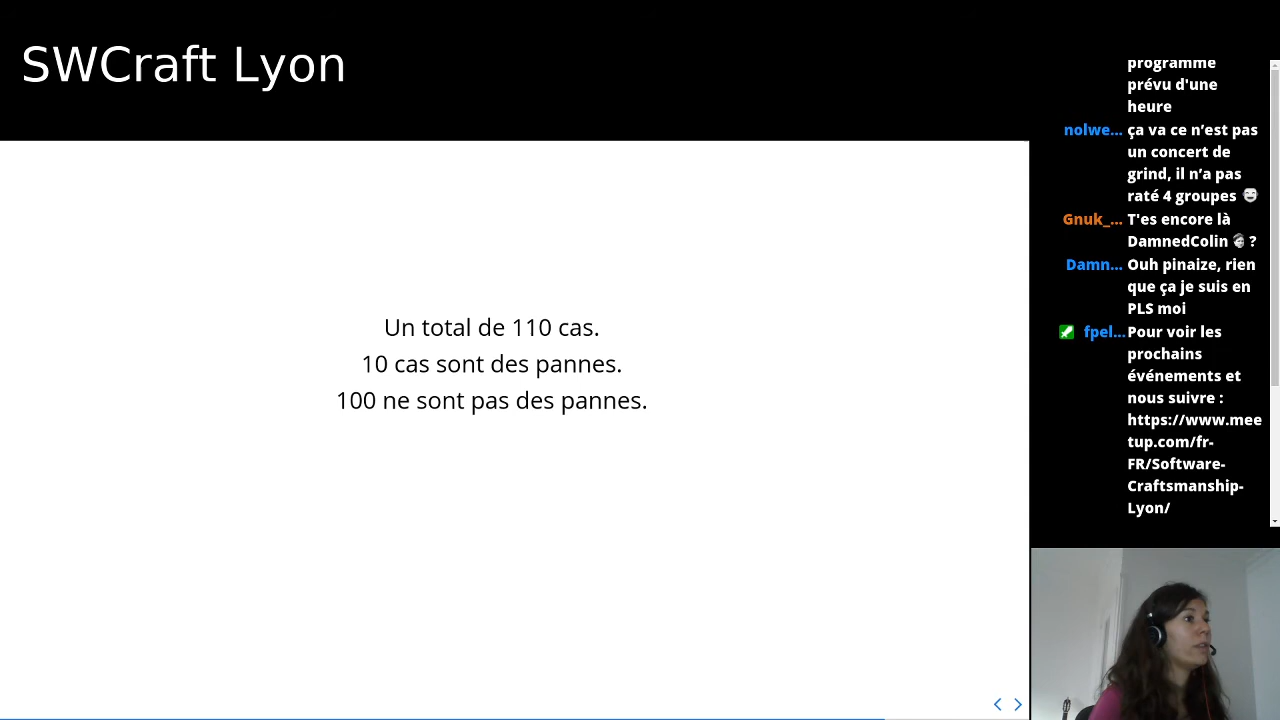 SWCraft Lyon
Un total de 110 cas.
10 cas sont des pannes.
100 ne sont pas des pannes.
programme
prévu d'une
heure
nolwe... ça va ce n’est pas
un concert de
grind, il n’a pas
raté 4 groupes
Gnuk_... T'es encore là
DamnedColin ?
Damn... Ouh pinaize, rien
que ça je suis en
PLS moi
fpel... Pour voir les
prochains
événements et
nous suivre :
https://www.mee
tup.com/fr-
FR/Software-
Craftsmanship-
Lyon/